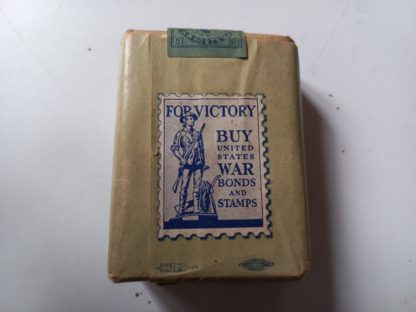 FOR VICTORY
BUY
UNITED
STATES
WAR
BONDS
AND
STAMPS